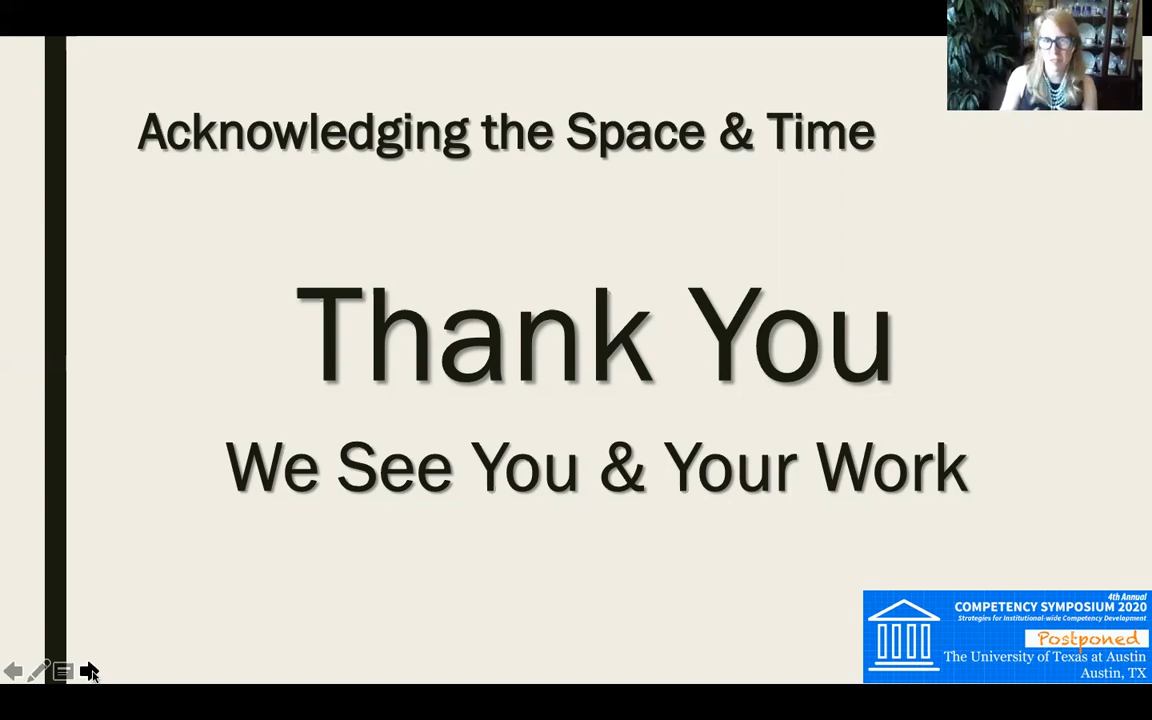 Acknowledging the Space & Time
Thank You
We See You & Your Work
4th Annual
COMPETENCY SYMPOSIUM 2020
Strategies for Institutional-wide Competency Development
Postponed
The University of Texas at Austin
Austin, TX